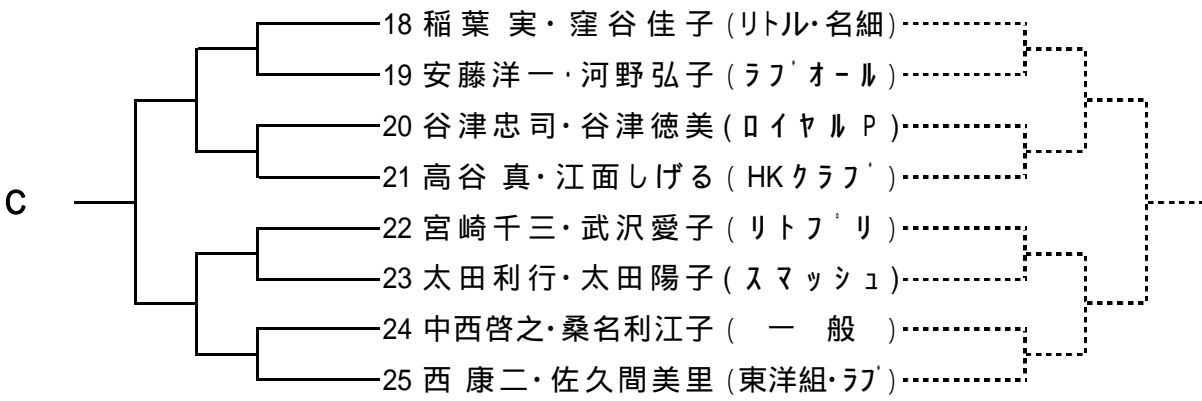 18 稲葉 実・窪谷佳子 (リトル・名細)
19 安藤洋一・河野弘子 (ラブオール)
20 谷津忠司・谷津徳美 (ロイヤルP)
21 高谷 真・江面しげる (HKクラブ)
C
22 宮崎千三・武沢愛子 (リトプリ)
23 太田利行・太田陽子 (スマッシュ)
24 中西啓之・桑名利江子 (一般)
25 西 康二・佐久間美里 (東洋組・ラブ)